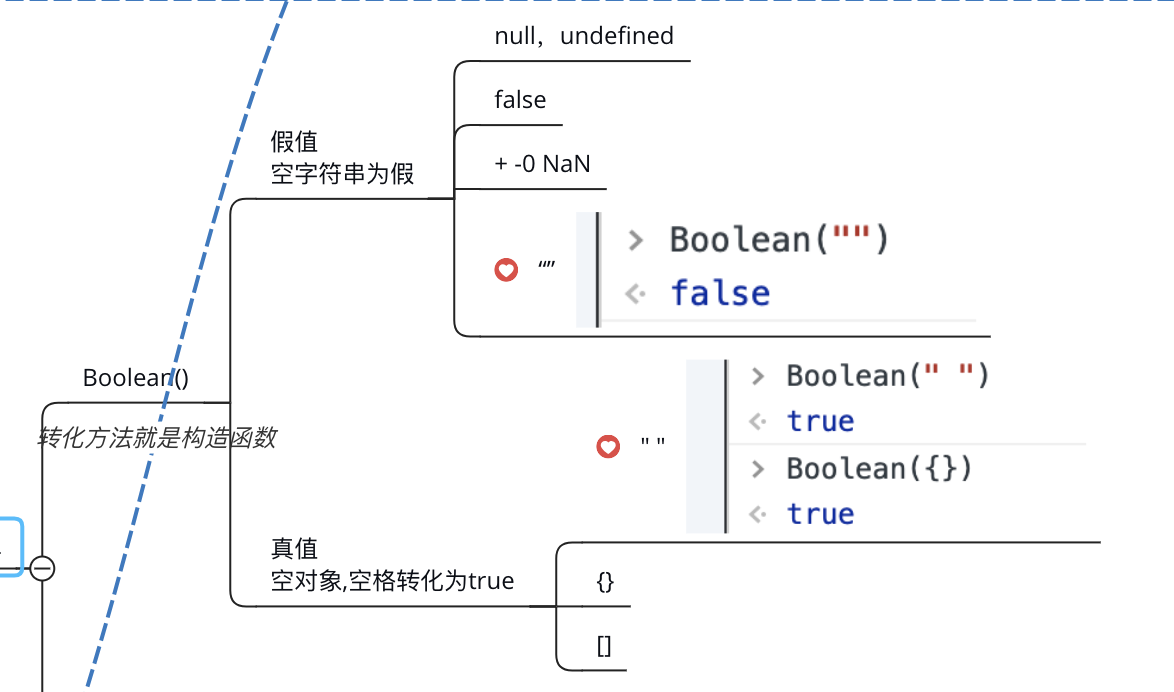 null，undefined
false
+ -0 NaN
假值
空字符串为假
“”
> Boolean("")
false
Boolean()
转化方法就是构造函数
" "
> Boolean(" ")
true
> Boolean({})
true
真值
空对象,空格转化为true
{}
[]